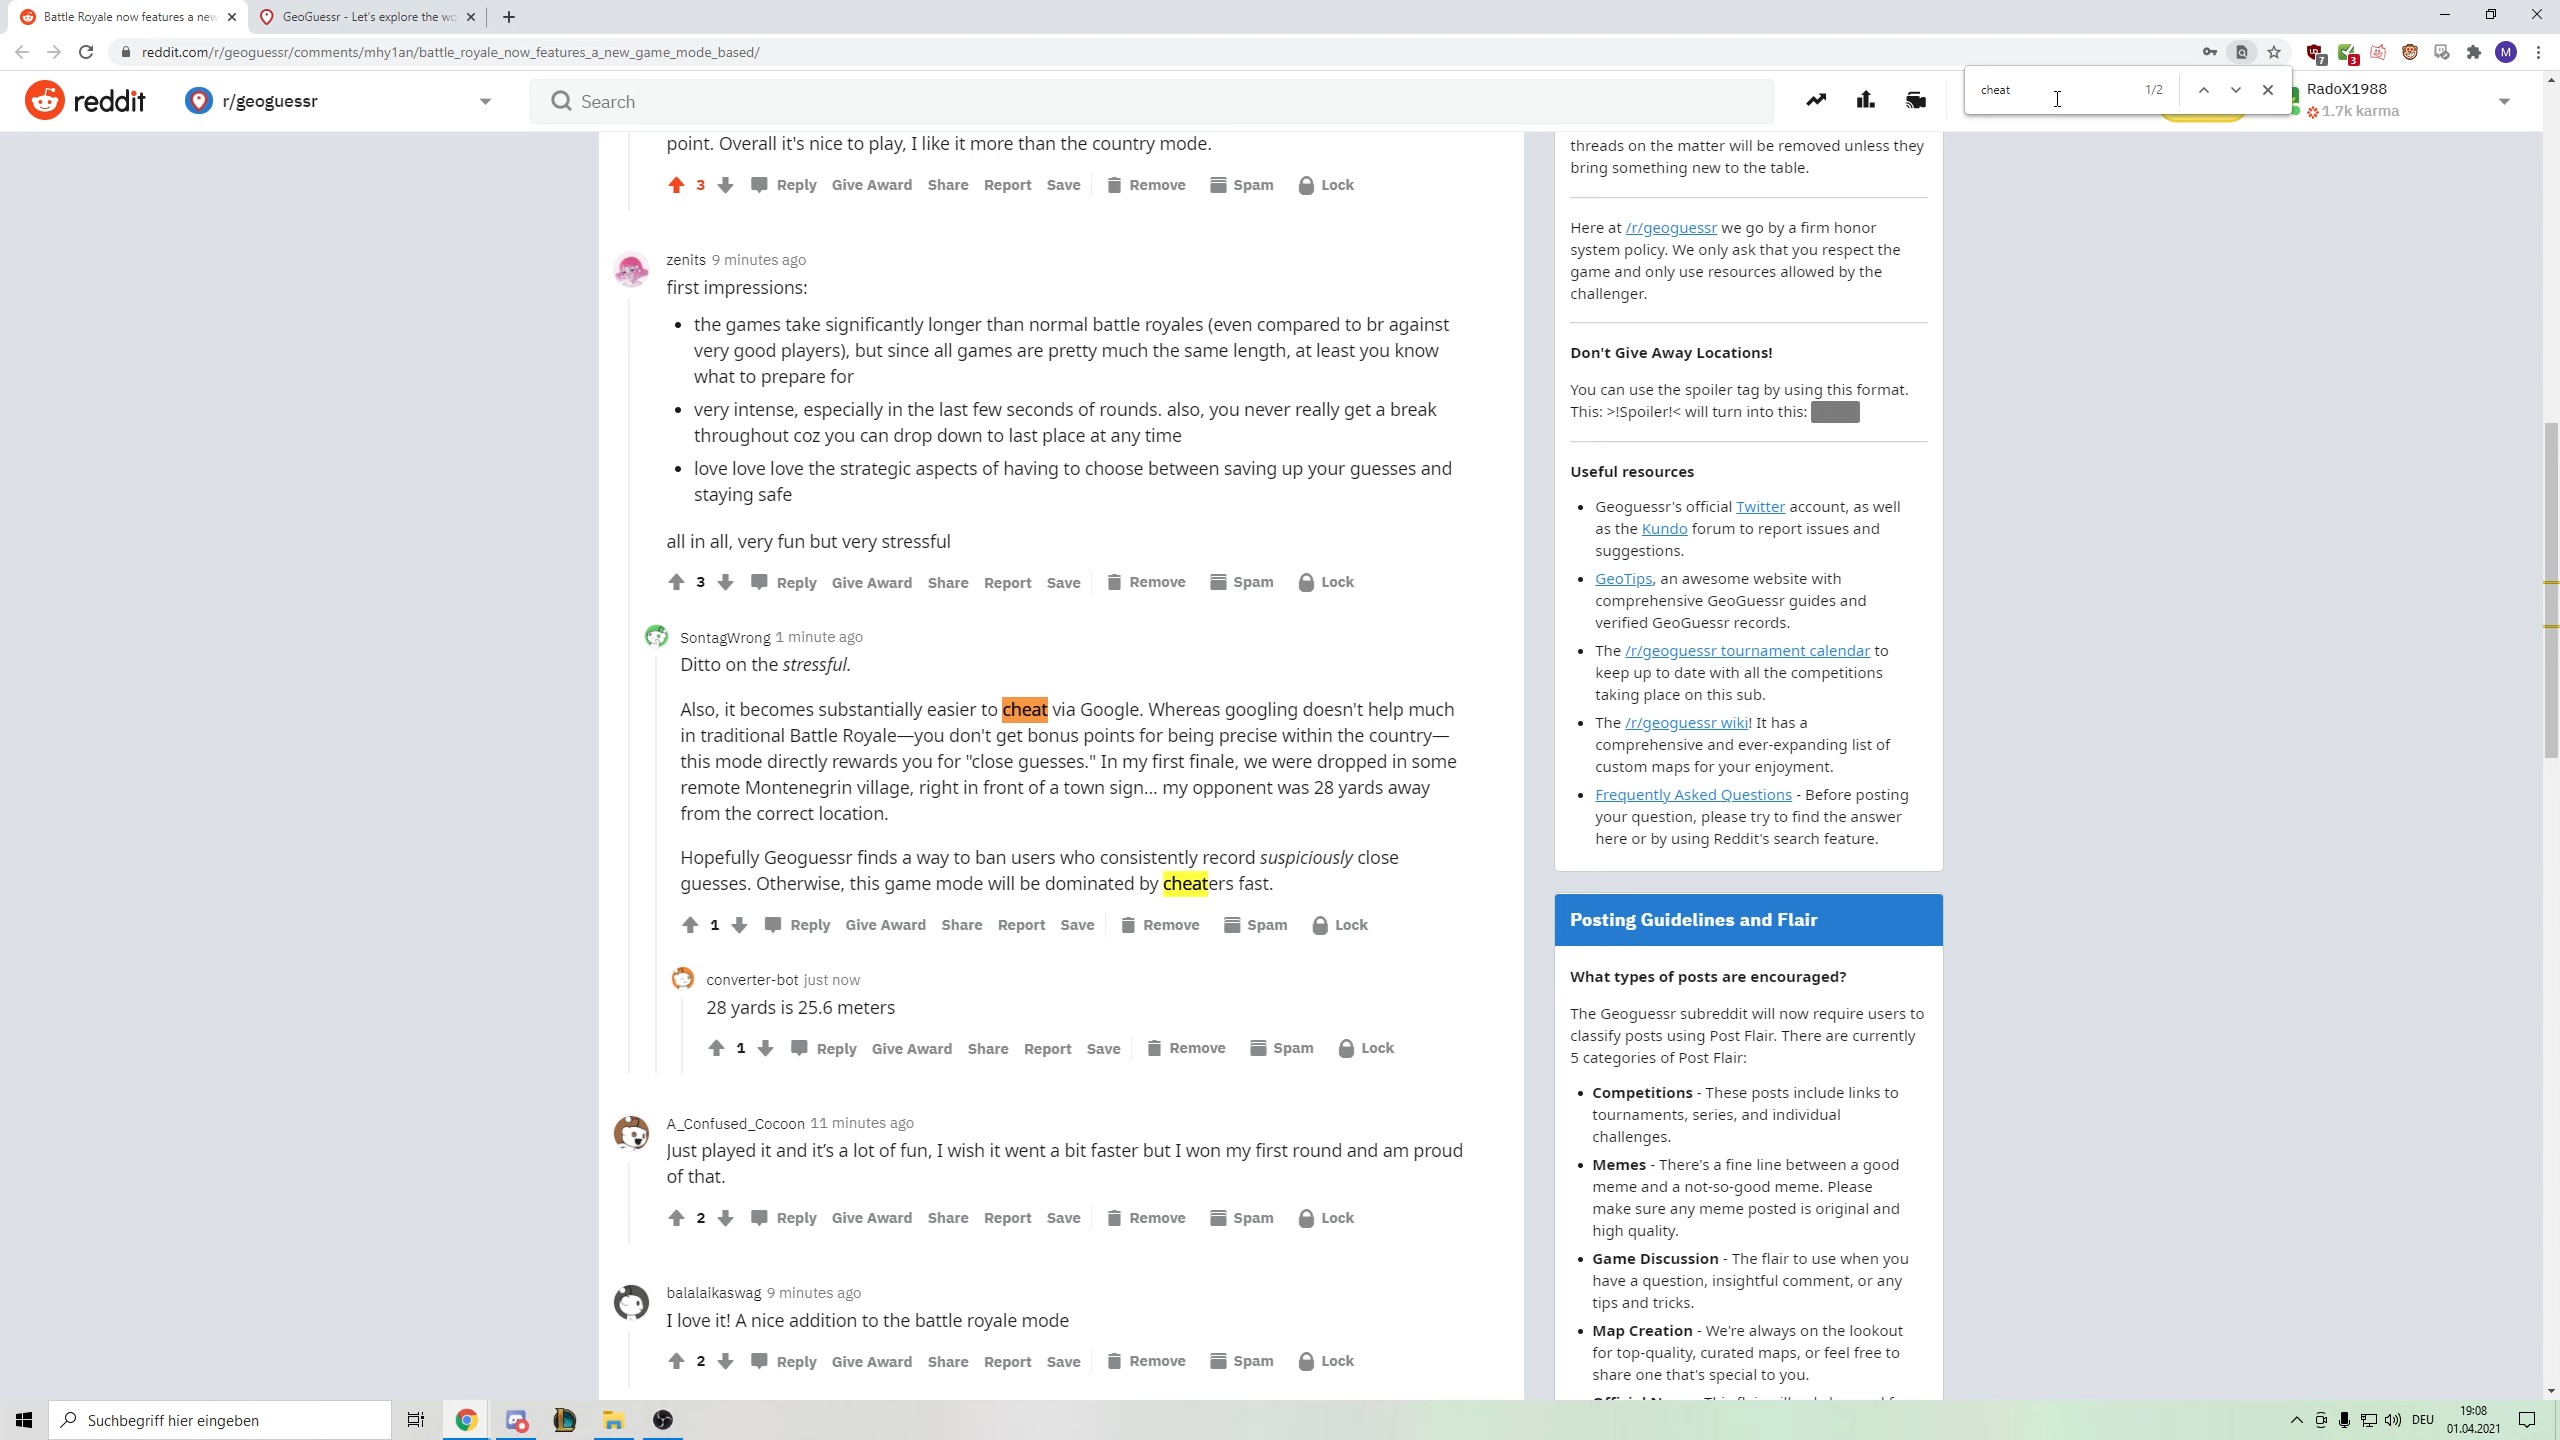 Battle Royale now features a new
GeoGuessr - Let's explore the wo
reddit.com/r/geoguessr/comments/mhy1an/battle_royale_now_features_a_new_game_mode_based/
7
3
M
reddit
r/geoguessr
Search
cheat
1/2
RadoX1988
1.7k karma
point. Overall it's nice to play, I like it more than the country mode.
3 Reply Give Award Share Report Save Remove Spam Lock
zenits 9 minutes ago
first impressions:
• the games take significantly longer than normal battle royales (even compared to br against
very good players), but since all games are pretty much the same length, at least you know
what to prepare for
• very intense, especially in the last few seconds of rounds. also, you never really get a break
throughout coz you can drop down to last place at any time
• love love love the strategic aspects of having to choose between saving up your guesses and
staying safe
all in all, very fun but very stressful
3 Reply Give Award Share Report Save Remove Spam Lock
SontagWrong 1 minute ago
Ditto on the stressful.
Also, it becomes substantially easier to cheat via Google. Whereas googling doesn't help much
in traditional Battle Royale—you don't get bonus points for being precise within the country—
this mode directly rewards you for "close guesses." In my first finale, we were dropped in some
remote Montenegrin village, right in front of a town sign... my opponent was 28 yards away
from the correct location.
Hopefully Geoguessr finds a way to ban users who consistently record suspiciously close
guesses. Otherwise, this game mode will be dominated by cheaters fast.
1 Reply Give Award Share Report Save Remove Spam Lock
converter-bot just now
28 yards is 25.6 meters
1 Reply Give Award Share Report Save Remove Spam Lock
A_Confused_Cocoon 11 minutes ago
Just played it and it's a lot of fun, I wish it went a bit faster but I won my first round and am proud
of that.
2 Reply Give Award Share Report Save Remove Spam Lock
balalaikaswag 9 minutes ago
I love it! A nice addition to the battle royale mode
2 Reply Give Award Share Report Save Remove Spam Lock
threads on the matter will be removed unless they
bring something new to the table.
Here at /r/geoguessr we go by a firm honor
system policy. We only ask that you respect the
game and only use resources allowed by the
challenger.
Don't Give Away Locations!
You can use the spoiler tag by using this format.
This: >!Spoiler!< will turn into this:
Useful resources
• Geoguessr's official Twitter account, as well
as the Kundo forum to report issues and
suggestions.
• GeoTips, an awesome website with
comprehensive GeoGuessr guides and
verified GeoGuessr records.
• The /r/geoguessr tournament calendar to
keep up to date with all the competitions
taking place on this sub.
• The /r/geoguessr wiki! It has a
comprehensive and ever-expanding list of
custom maps for your enjoyment.
• Frequently Asked Questions - Before posting
your question, please try to find the answer
here or by using Reddit's search feature.
Posting Guidelines and Flair
What types of posts are encouraged?
The Geoguessr subreddit will now require users to
classify posts using Post Flair. There are currently
5 categories of Post Flair:
• Competitions - These posts include links to
tournaments, series, and individual
challenges.
• Memes - There's a fine line between a good
meme and a not-so-good meme. Please
make sure any meme posted is original and
high quality.
• Game Discussion - The flair to use when you
have a question, insightful comment, or any
tips and tricks.
• Map Creation - We're always on the lookout
for top-quality, curated maps, or feel free to
share one that's special to you.
Suchbegriff hier eingeben
DEU
19:08
01.04.2021